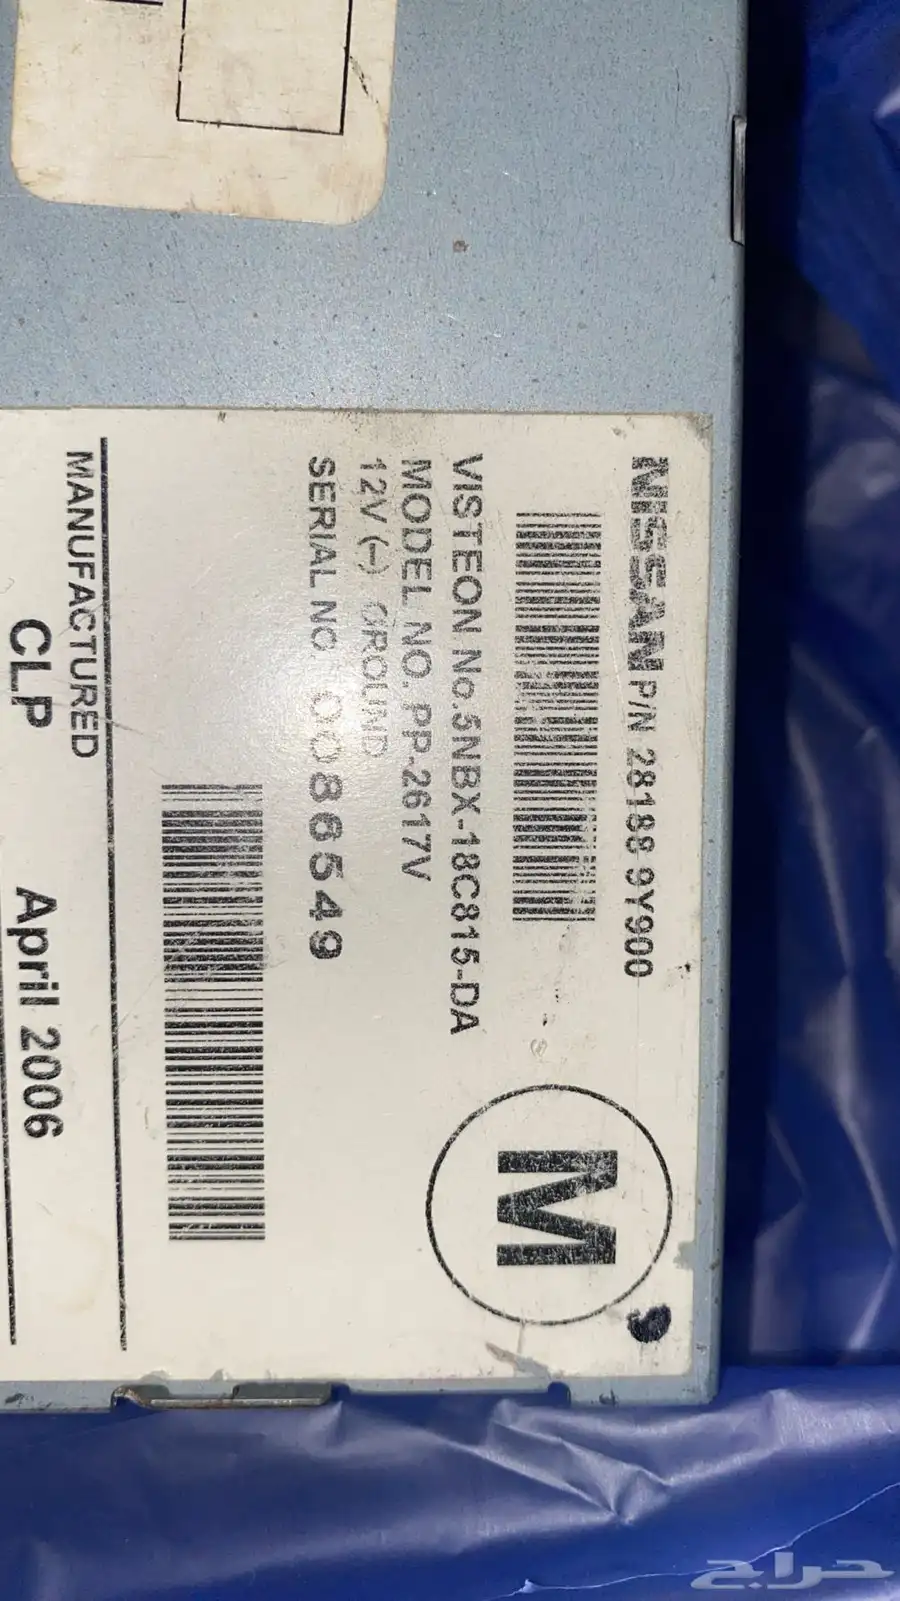 NISSAN P/N 28188 9Y900
VISTEON No.5NBX-18C815-DA
MODEL NO. PP-2617V
12V (-) GROUND
SERIAL NO 0086549
M
MANUFACTURED
CLP April 2006
حراج